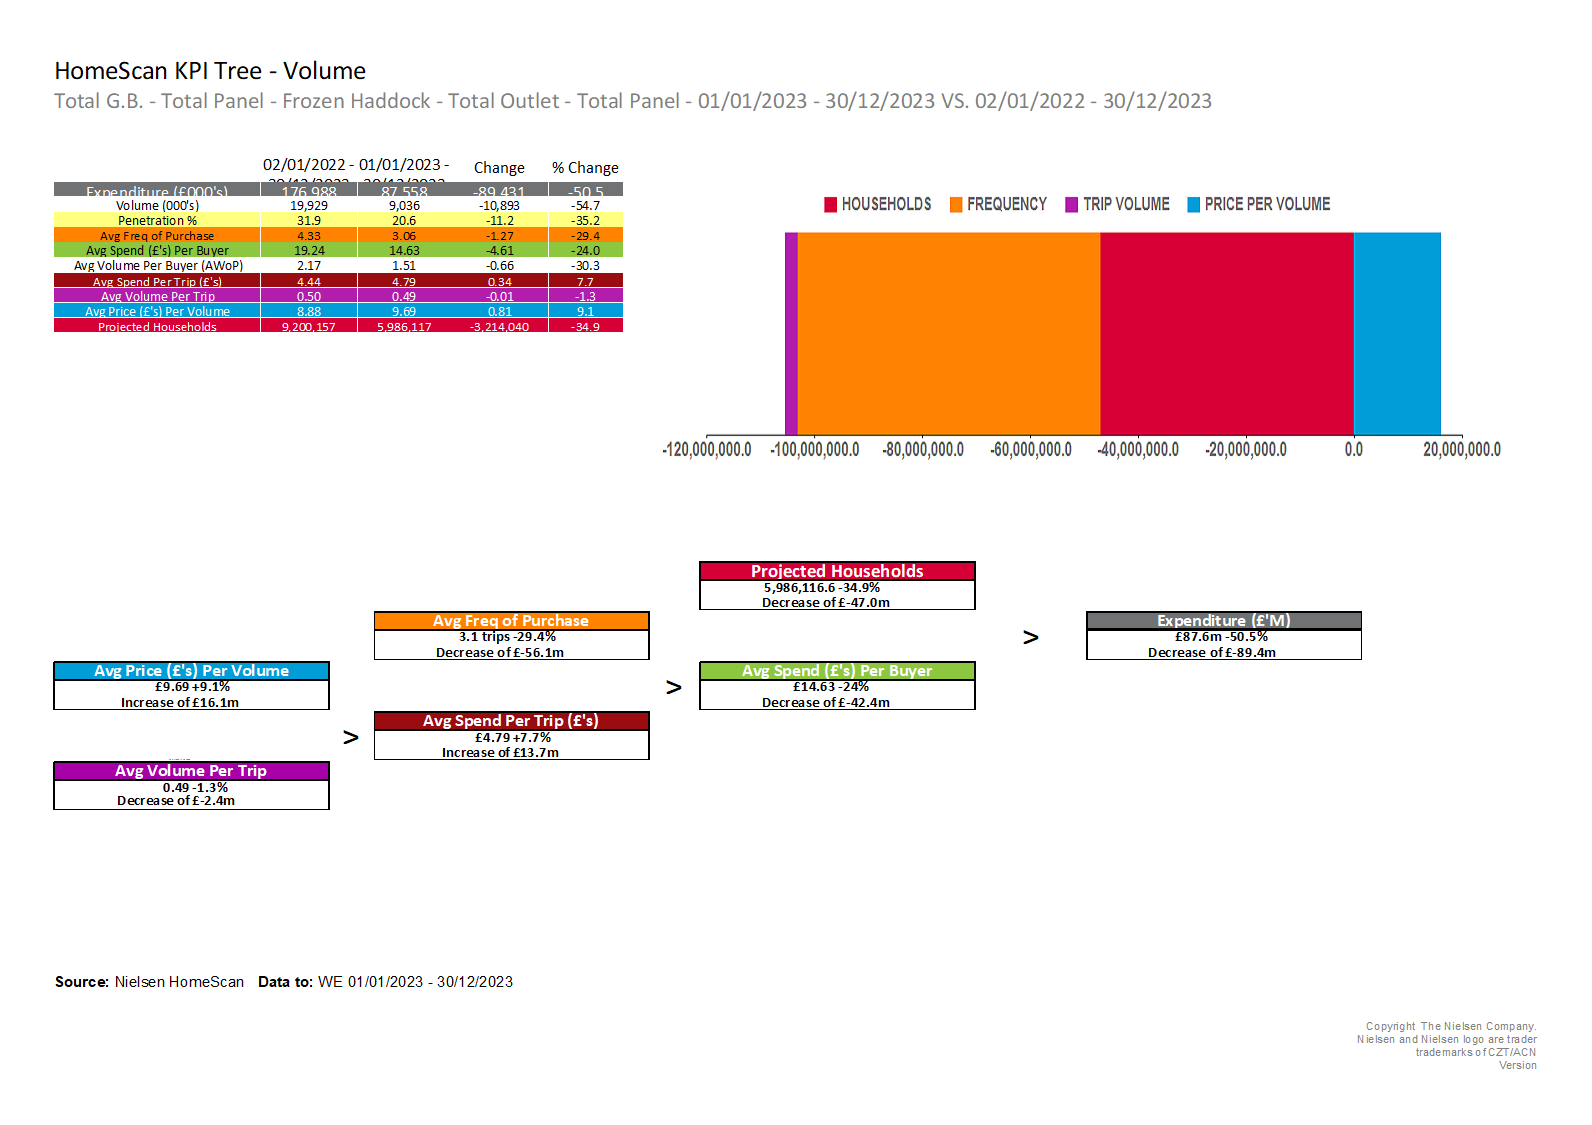 HomeScan KPI Tree - Volume
Total G.B. - Total Panel - Frozen Haddock - Total Outlet - Total Panel - 01/01/2023 - 30/12/2023 VS. 02/01/2022 - 30/12/2023
02/01/2022 - 01/01/2023 - Change % Change
Expenditure (£000's) 176,988 87,558 -89,431 -50.5
Volume (000's) 19,929 9,036 -10,893 -54.7
Penetration % 31.9 20.6 -11.2 -35.2
Avg Freq of Purchase 4.33 3.06 -1.27 -29.4
Avg Spend (£'s) Per Buyer 19.24 14.63 -4.61 -24.0
Avg Volume Per Buyer (AWoP) 2.17 1.51 -0.66 -30.3
Avg Spend Per Trip (£'s) 4.44 4.79 0.34 7.7
Avg Volume Per Trip 0.50 0.49 -0.01 -1.3
Avg Price (£'s) Per Volume 8.88 9.69 0.81 9.1
Projected Households 9,200,157 5,986,117 -3,214,040 -34.9
HOUSEHOLDS FREQUENCY TRIP VOLUME PRICE PER VOLUME
-120,000,000.0 -100,000,000.0 -80,000,000.0 -60,000,000.0 -40,000,000.0 -20,000,000.0 0.0 20,000,000.0
Projected Households
5,986,116.6 -34.9%
Decrease of £-47.0m
Avg Freq of Purchase
3.1 trips -29.4%
Decrease of £-56.1m
>
Expenditure (£'M)
£87.6m -50.5%
Decrease of £-89.4m
Avg Price (£'s) Per Volume
£9.69 +9.1%
Increase of £16.1m
>
Avg Spend (£'s) Per Buyer
£14.63 -24%
Decrease of £-42.4m
>
Avg Spend Per Trip (£'s)
£4.79 +7.7%
Increase of £13.7m
Avg Volume Per Trip
0.49 -1.3%
Decrease of £-2.4m
Source: Nielsen HomeScan Data to: WE 01/01/2023 - 30/12/2023
Copyright The Nielsen Company.
Nielsen and Nielsen logo are trader
trademarks of CZT/ACN
Version